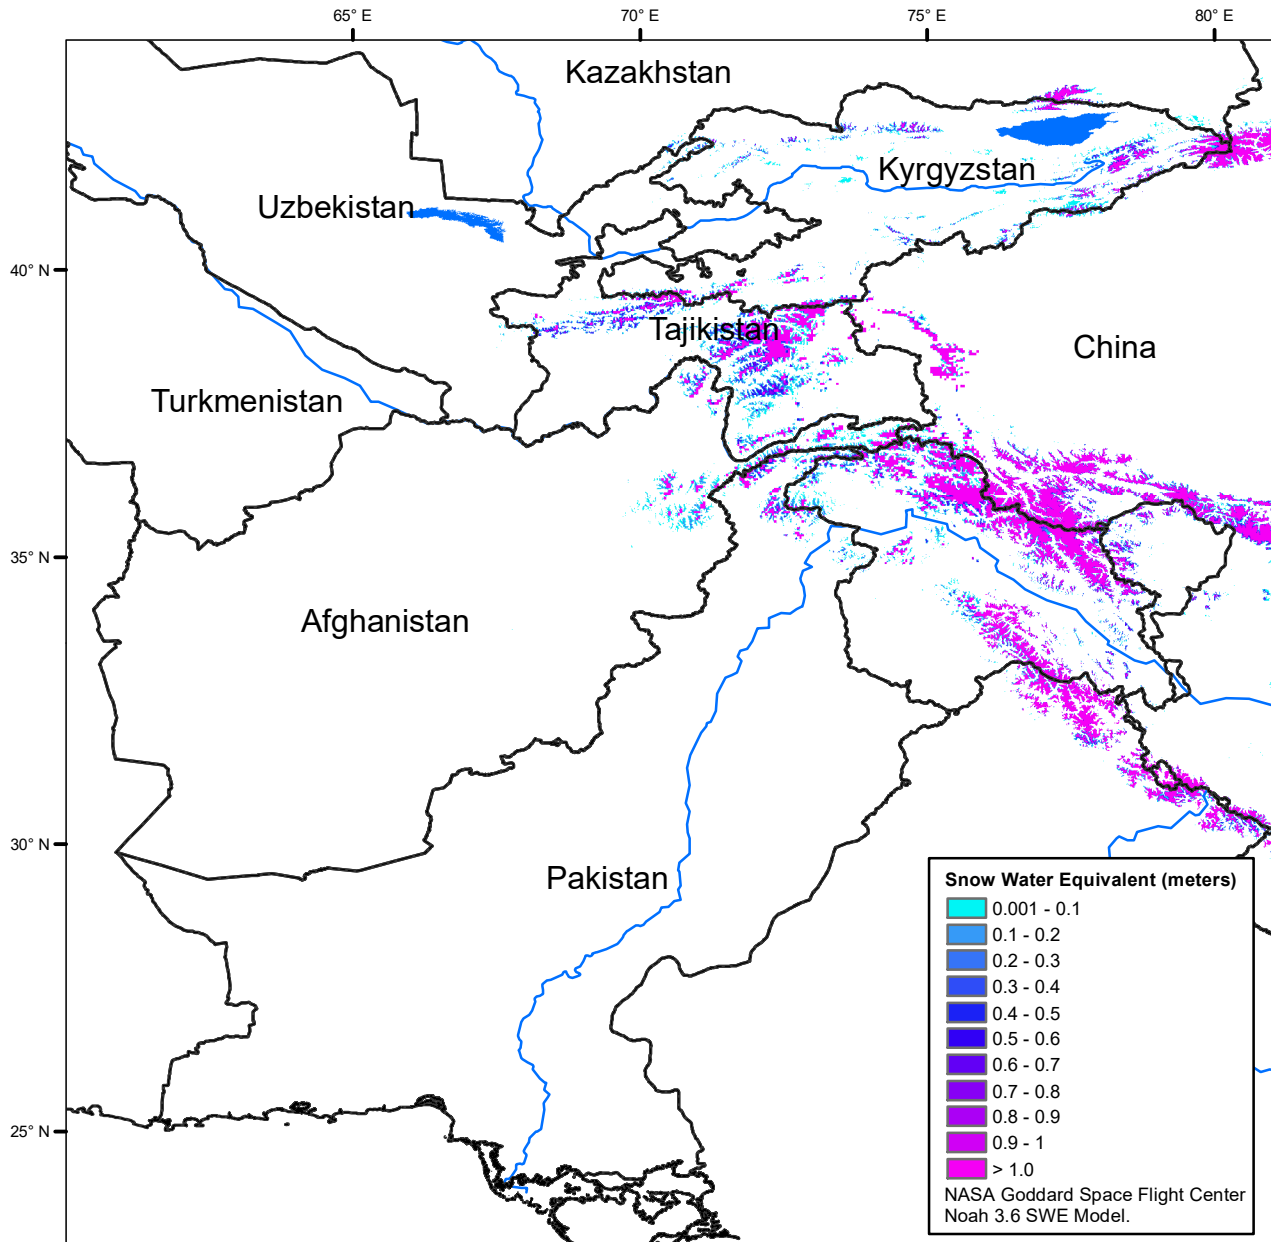 65° E
70° E
75° E
80° E
Kazakhstan
Kyrgyzstan
Uzbekistan
40° N
Tajikistan
China
Turkmenistan
35° N
Afghanistan
30° N
Pakistan
25° N
Snow Water Equivalent (meters)
0.001 - 0.1
0.1 - 0.2
0.2 - 0.3
0.3 - 0.4
0.4 - 0.5
0.5 - 0.6
0.6 - 0.7
0.7 - 0.8
0.8 - 0.9
0.9 - 1
> 1.0
NASA Goddard Space Flight Center
Noah 3.6 SWE Model.